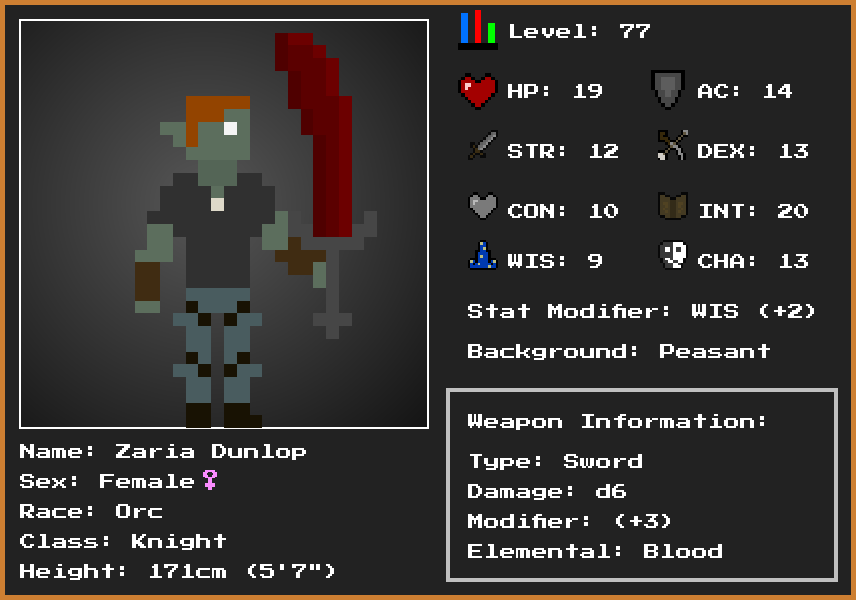 Level: 77
HP: 19 AC: 14
STR: 12 DEX: 13
CON: 10 INT: 20
WIS: 9 CHA: 13
Stat Modifier: WIS (+2)
Background: Peasant
Weapon Information:
Type: Sword
Damage: d6
Modifier: (+3)
Elemental: Blood
Name: Zaria Dunlop
Sex: Female♀
Race: Orc
Class: Knight
Height: 171cm (5'7")